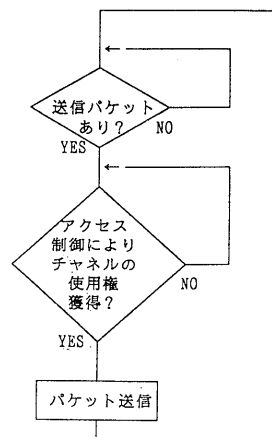 送信パケット
あり？
NO
YES
アクセス
制御により
チャネルの
使用権
獲得？
NO
YES
パケット送信